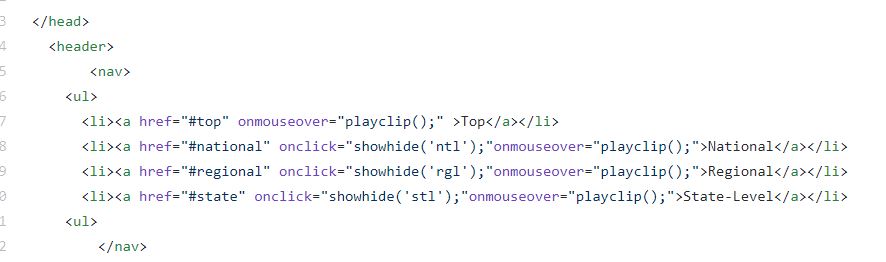 3 </head>
4 <header>
5 <nav>
6 <ul>
7 <li><a href="#top" onmouseover="playclip();" >Top</a></li>
8 <li><a href="#national" onclick="showhide('ntl');"onmouseover="playclip();">National</a></li>
9 <li><a href="#regional" onclick="showhide('rgl');"onmouseover="playclip();">Regional</a></li>
0 <li><a href="#state" onclick="showhide('stl');"onmouseover="playclip();">State-Level</a></li>
1 <ul>
2 </nav>